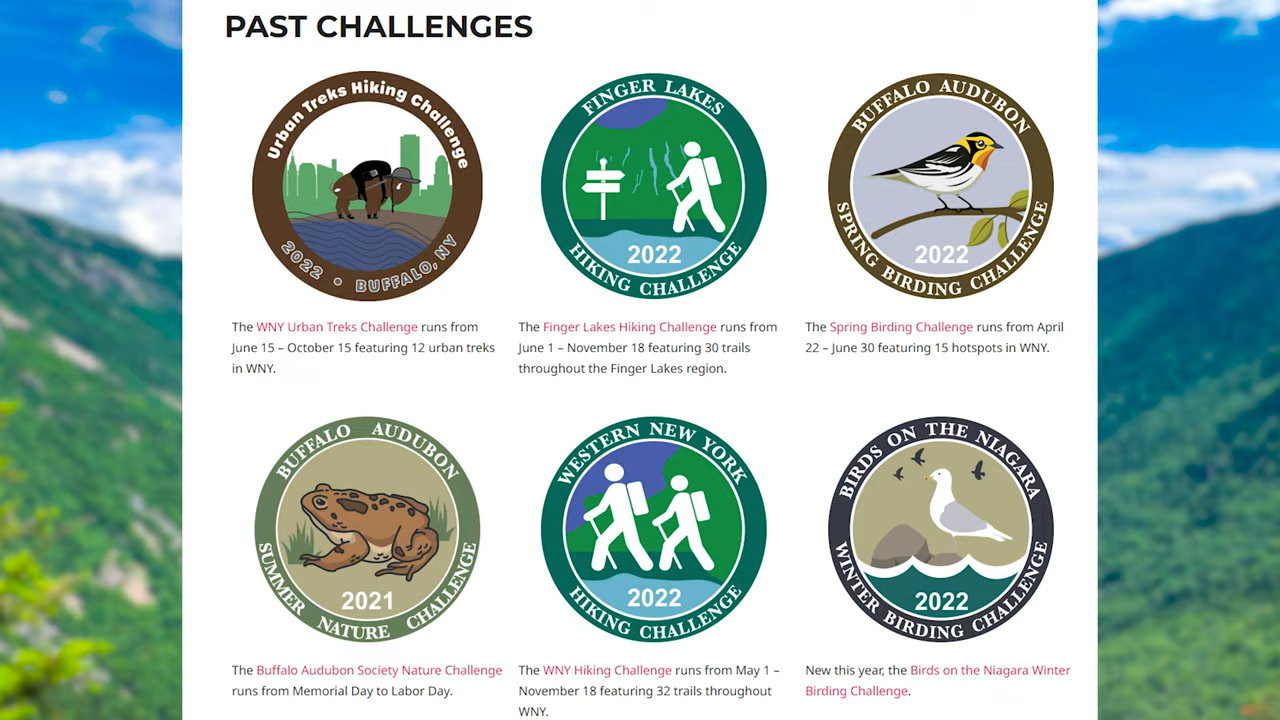 PAST CHALLENGES
Urban Treks Hiking Challenge
2022 • BUFFALO, NY
FINGER LAKES
2022
HIKING CHALLENGE
BUFFALO AUDUBON
2022
SPRING BIRDING CHALLENGE
The WNY Urban Treks Challenge runs from
June 15 – October 15 featuring 12 urban treks
in WNY.
The Finger Lakes Hiking Challenge runs from
June 1 – November 18 featuring 30 trails
throughout the Finger Lakes region.
The Spring Birding Challenge runs from April
22 – June 30 featuring 15 hotspots in WNY.
BUFFALO AUDUBON
2021
SUMMER NATURE CHALLENGE
WESTERN NEW YORK
2022
HIKING CHALLENGE
BIRDS ON THE NIAGARA
2022
WINTER BIRDING CHALLENGE
The Buffalo Audubon Society Nature Challenge
runs from Memorial Day to Labor Day.
The WNY Hiking Challenge runs from May 1 –
November 18 featuring 32 trails throughout
WNY.
New this year, the Birds on the Niagara Winter
Birding Challenge.